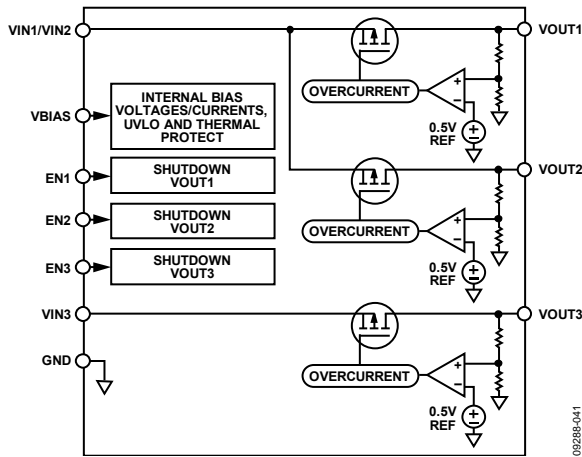 VIN1/VIN2
VOUT1
OVERCURRENT
+
−
0.5V
REF
INTERNAL BIAS
VOLTAGES/CURRENTS,
UVLO AND THERMAL
PROTECT
VBIAS
EN1
SHUTDOWN
VOUT1
EN2
SHUTDOWN
VOUT2
EN3
SHUTDOWN
VOUT3
VOUT2
OVERCURRENT
+
−
0.5V
REF
VIN3
VOUT3
GND
OVERCURRENT
+
−
0.5V
REF
09288-041